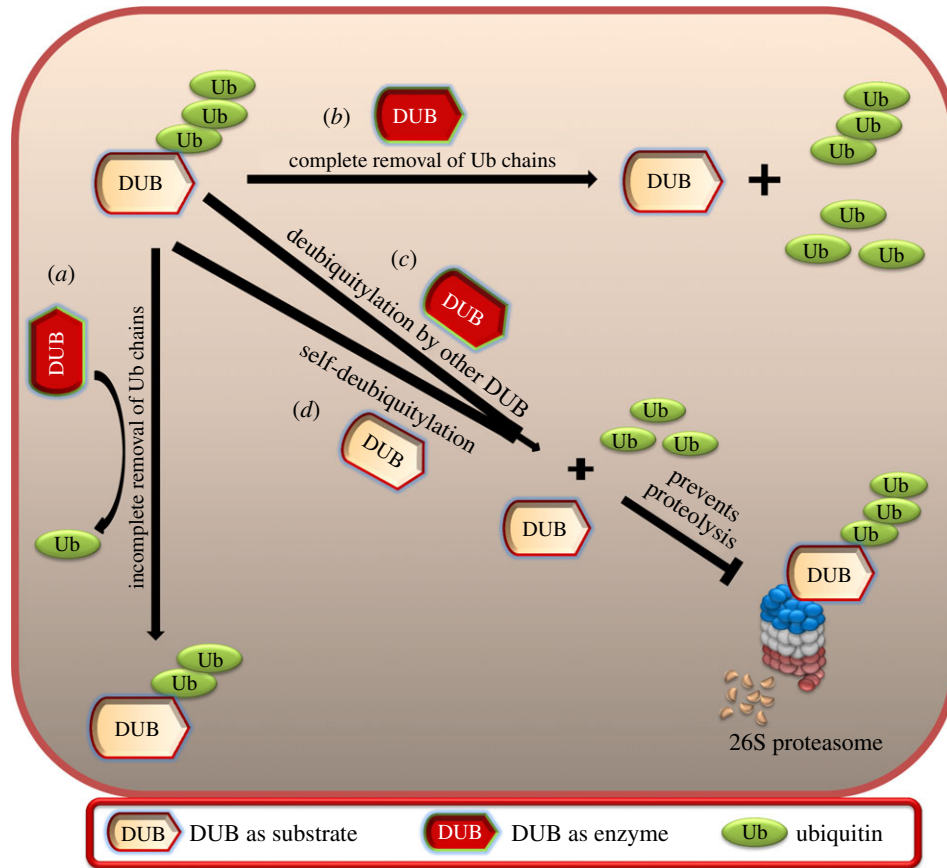 Ub
Ub
Ub
DUB
(b)
DUB
complete removal of Ub chains
DUB
+
Ub
Ub
Ub
Ub
Ub
Ub
(a)
DUB
incomplete removal of Ub chains
Ub
Ub
Ub
DUB
(c)
deubiquitylation by other DUB
DUB
self-deubiquitylation
(d)
DUB
Ub
Ub
Ub
+
DUB
prevents
proteolysis
Ub
Ub
Ub
DUB
26S proteasome
DUB DUB as substrate
DUB DUB as enzyme
Ub ubiquitin